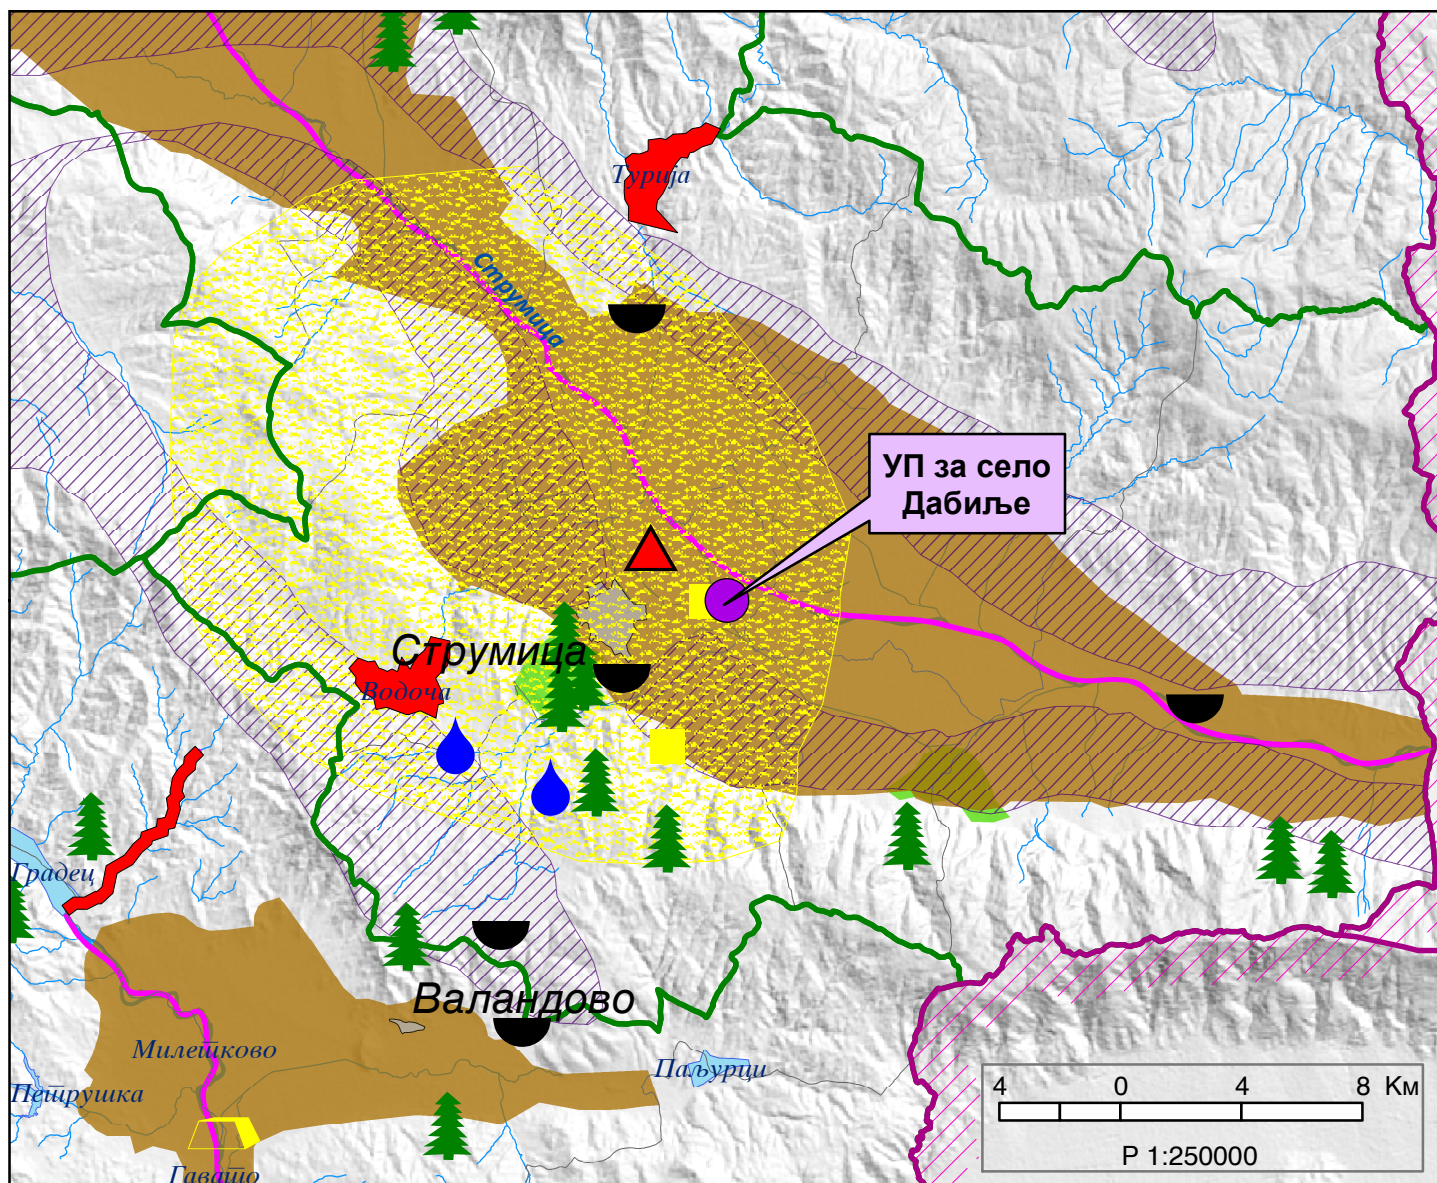 Турија
Струмица
УП за село
Дабиље
Струмица
Водоча
Градец
Валандово
Милетково
Паљурци
Петрушка
Гавато
4 0 4 8 Км
Р 1:250000